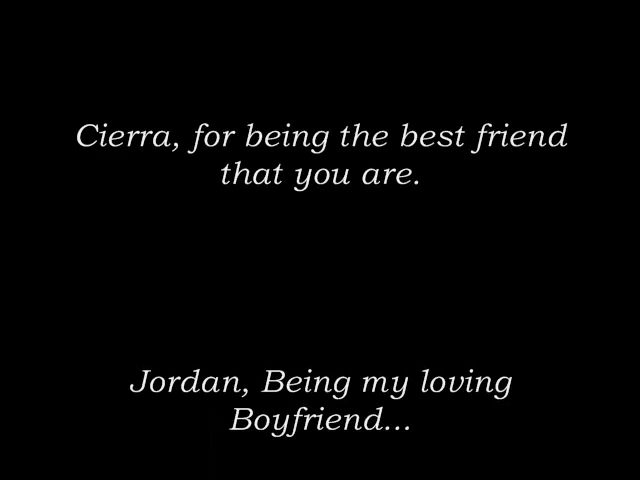 Cierra, for being the best friend
that you are.
Jordan, Being my loving
Boyfriend...